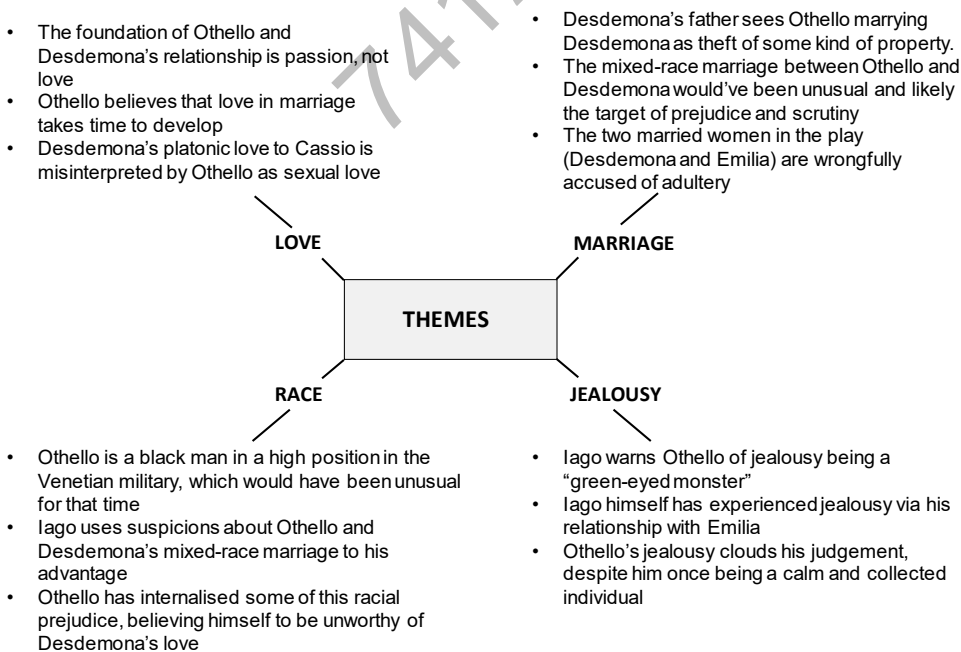 • The foundation of Othello and
Desdemona's relationship is passion, not
love
• Othello believes that love in marriage
takes time to develop
• Desdemona's platonic love to Cassio is
misinterpreted by Othello as sexual love
• Desdemona's father sees Othello marrying
Desdemona as theft of some kind of property.
• The mixed-race marriage between Othello and
Desdemona would've been unusual and likely
the target of prejudice and scrutiny
• The two married women in the play
(Desdemona and Emilia) are wrongfully
accused of adultery
LOVE
MARRIAGE
THEMES
RACE
JEALOUSY
• Othello is a black man in a high position in the
Venetian military, which would have been unusual
for that time
• Iago uses suspicions about Othello and
Desdemona's mixed-race marriage to his
advantage
• Othello has internalised some of this racial
prejudice, believing himself to be unworthy of
Desdemona's love
• Iago warns Othello of jealousy being a
"green-eyed monster"
• Iago himself has experienced jealousy via his
relationship with Emilia
• Othello's jealousy clouds his judgement,
despite him once being a calm and collected
individual